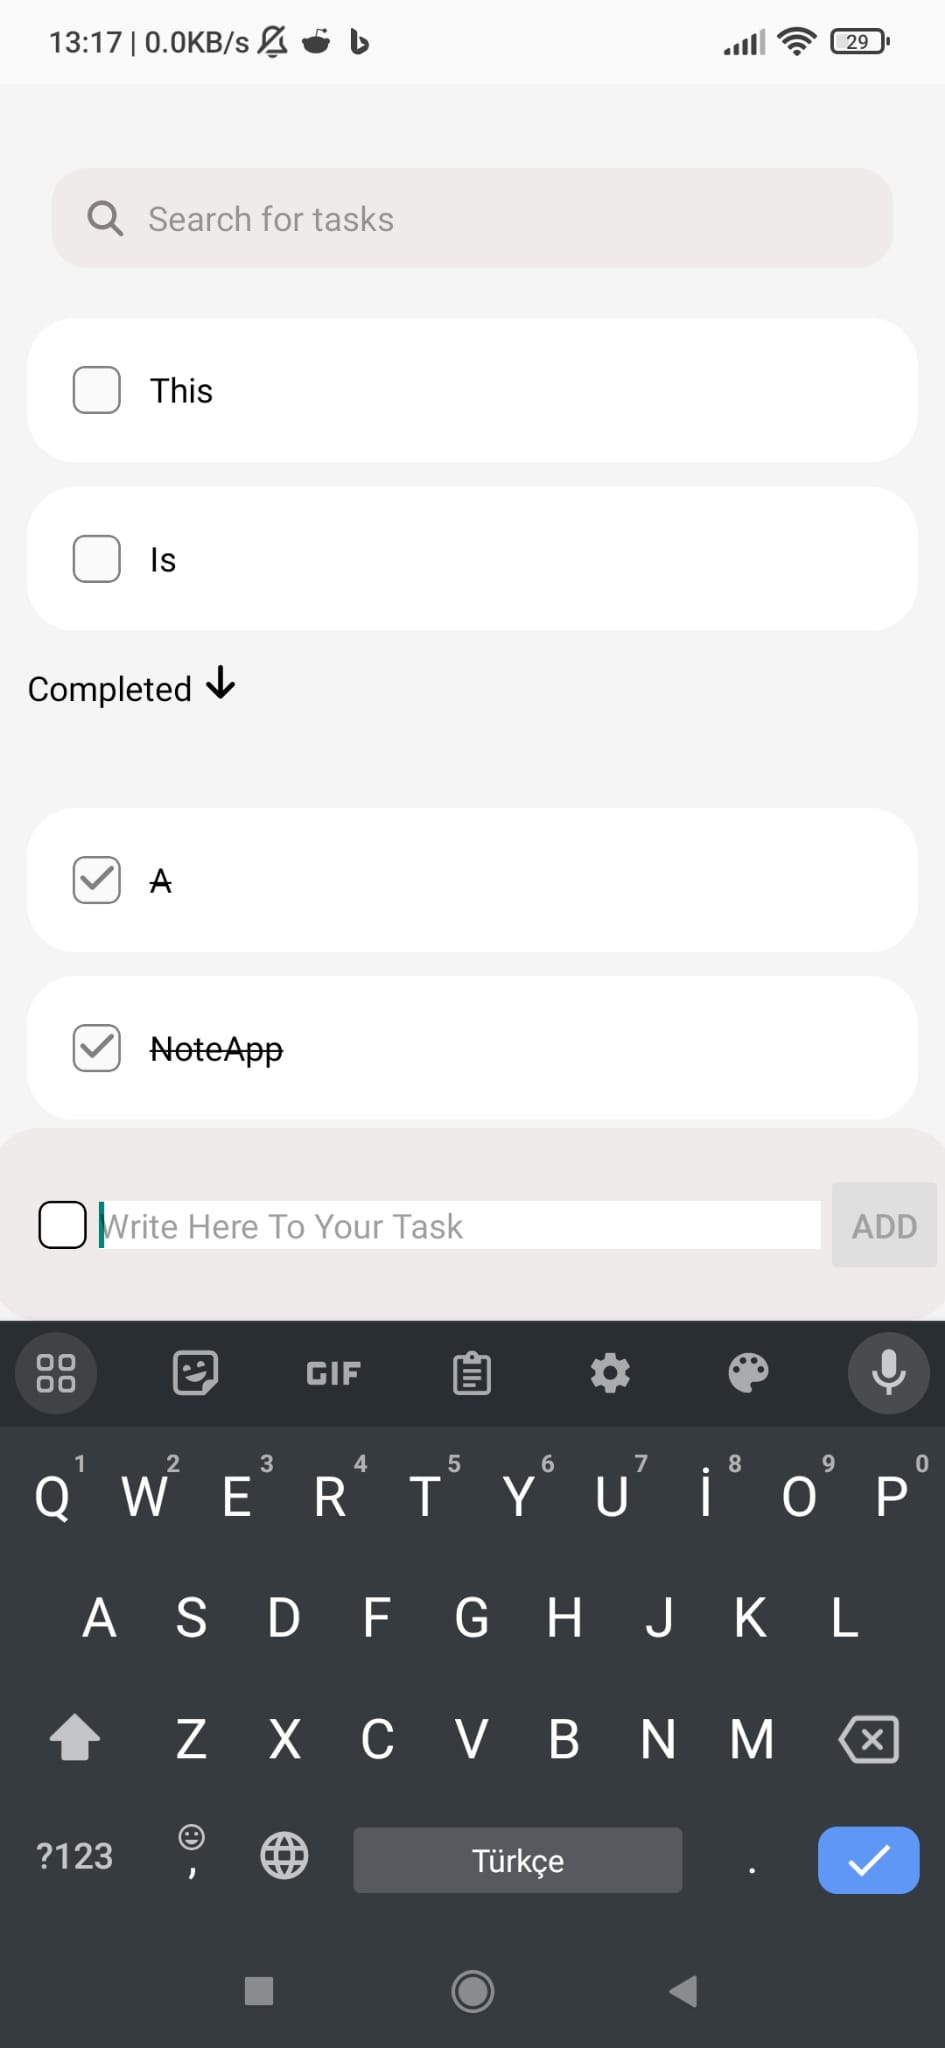 13:17 | 0.0KB/s 29
Search for tasks
This
Is
Completed
A
NoteApp
Write Here To Your Task ADD
GIF
1 2 3 4 5 6 7 8 9 0
Q W E R T Y U İ O P
A S D F G H J K L
Z X C V B N M
?123 , Türkçe .